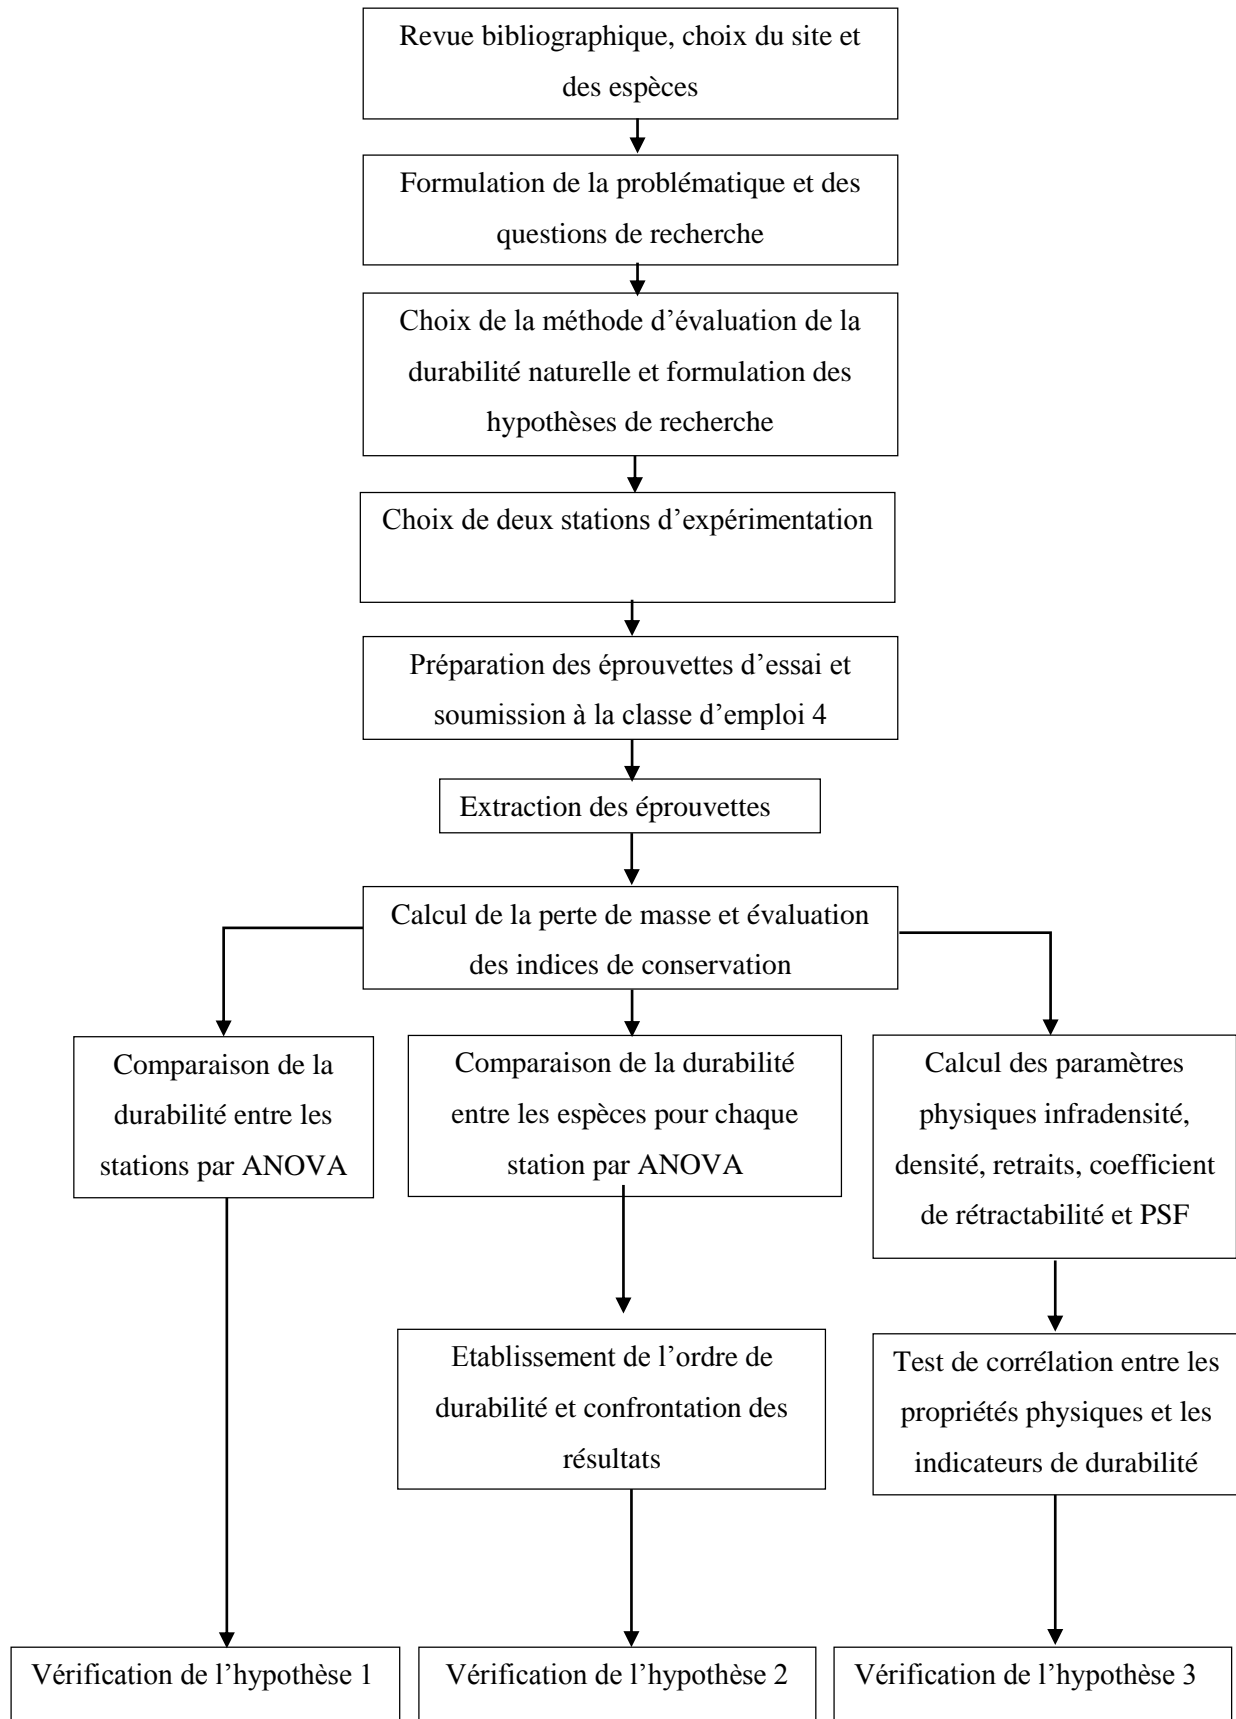 Revue bibliographique, choix du site et
des espèces
Formulation de la problématique et des
questions de recherche
Choix de la méthode d’évaluation de la
durabilité naturelle et formulation des
hypothèses de recherche
Choix de deux stations d’expérimentation
Préparation des éprouvettes d’essai et
soumission à la classe d’emploi 4
Extraction des éprouvettes
Calcul de la perte de masse et évaluation
des indices de conservation
Comparaison de la
durabilité entre les
stations par ANOVA
Comparaison de la durabilité
entre les espèces pour chaque
station par ANOVA
Calcul des paramètres
physiques infradensité,
densité, retraits, coefficient
de rétractabilité et PSF
Etablissement de l’ordre de
durabilité et confrontation des
résultats
Test de corrélation entre les
propriétés physiques et les
indicateurs de durabilité
Vérification de l’hypothèse 1
Vérification de l’hypothèse 2
Vérification de l’hypothèse 3